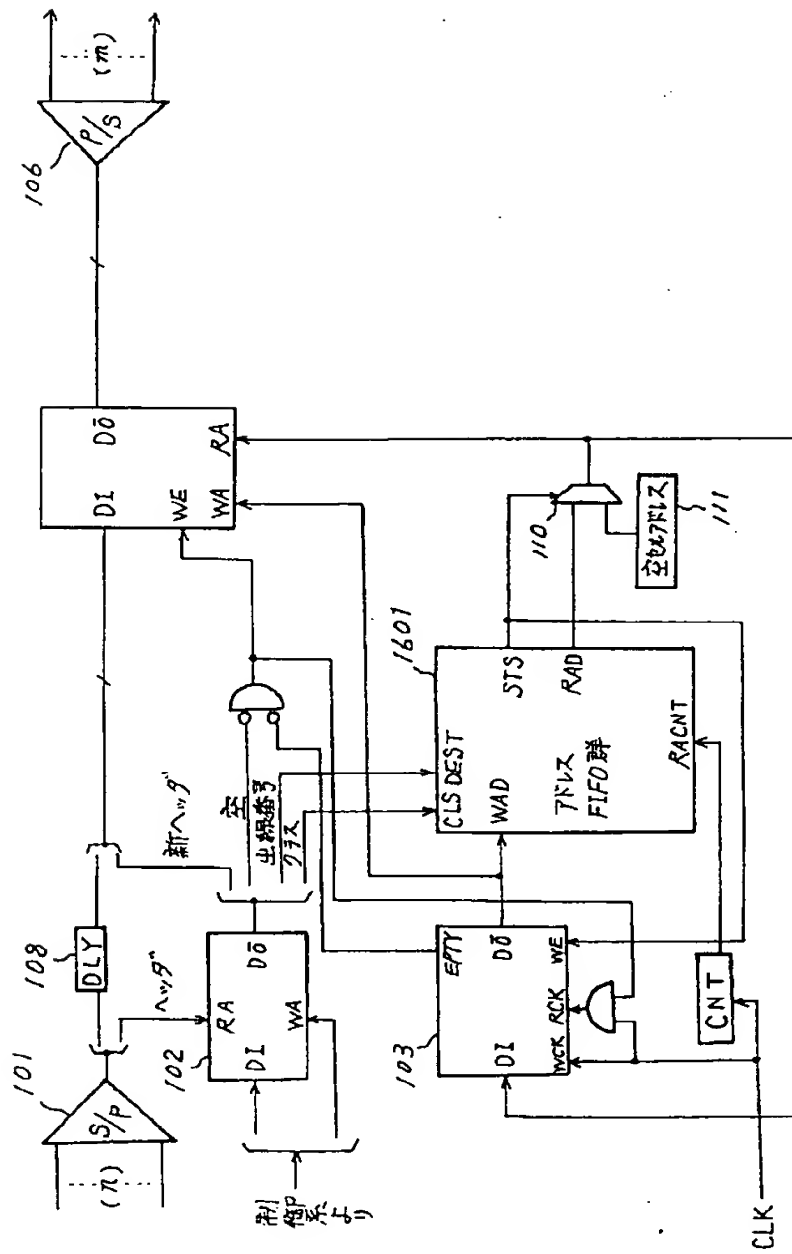 (n)
101
S/P
ヘッダ
108
DLY
新ヘッダ
空
出線番号
クラス
102
RA
DI
DO
WA
制御系より
DI
DO
WE
WA
RA
106
P/S
(m)
103
EPTY
DI
DO
WCK
RCK
WE
CLS
DEST
1601
WAD
STS
アドレス
FIFO群
RAD
RACNT
110
空セルアドレス
111
CNT
CLK